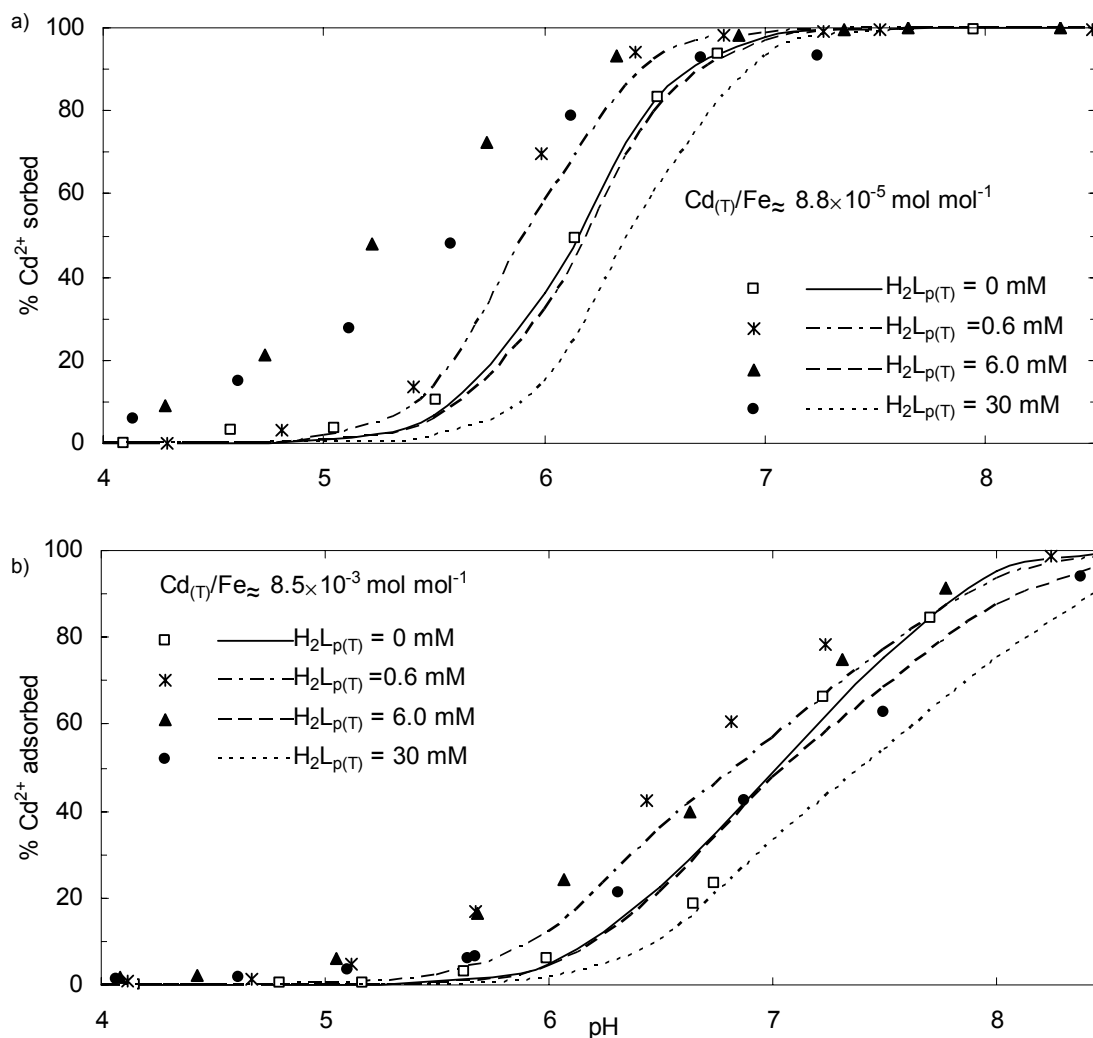 a)
100
80
60
40
20
0
% Cd²⁺ sorbed
Cd(T)/Fe≈ 8.8×10⁻⁵ mol mol⁻¹
H₂Lp(T) = 0 mM
H₂Lp(T) =0.6 mM
H₂Lp(T) = 6.0 mM
H₂Lp(T) = 30 mM
4 5 6 7 8
b)
100
80
60
40
20
0
% Cd²⁺ adsorbed
Cd(T)/Fe≈ 8.5×10⁻³ mol mol⁻¹
H₂Lp(T) = 0 mM
H₂Lp(T) =0.6 mM
H₂Lp(T) = 6.0 mM
H₂Lp(T) = 30 mM
4 5 6 7 8
pH